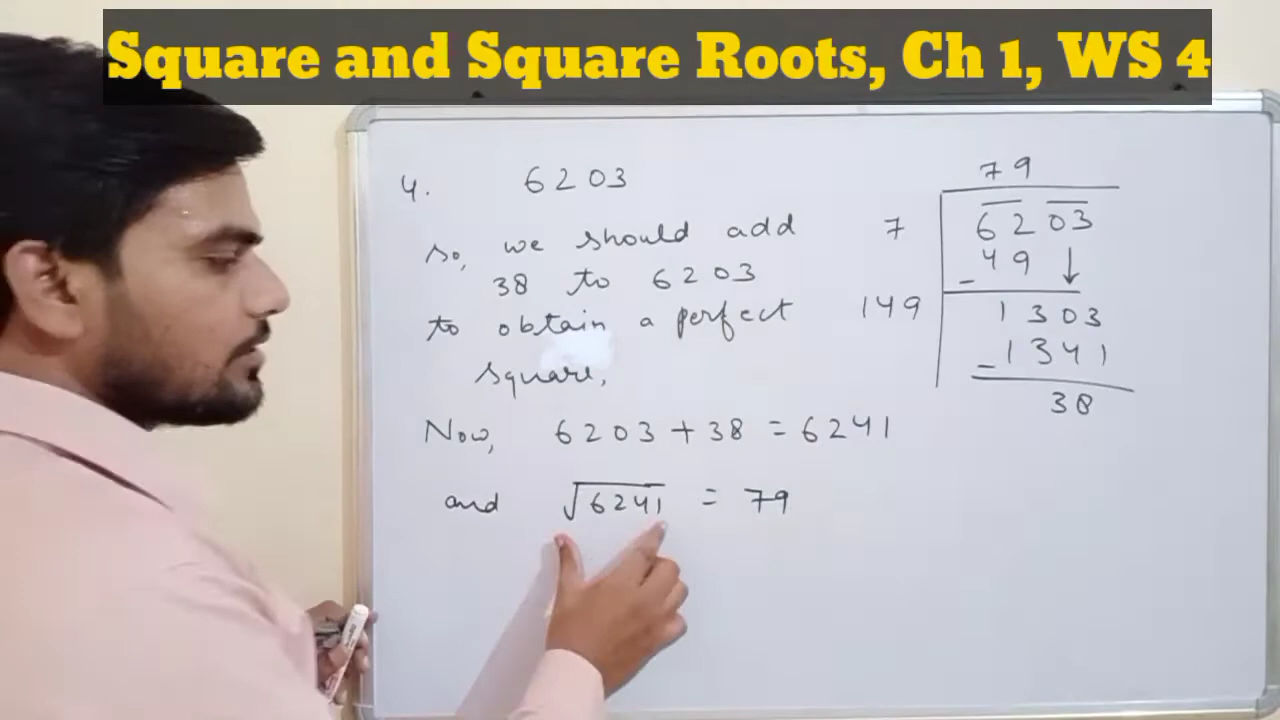 Square and Square Roots, Ch 1, WS 4
4. 6203
so, we should add
38 to 6203
to obtain a perfect
square,
Now, 6203 + 38 = 6241
and √6241 = 79
79
7 6203
- 49 ↓
149 1303
- 1341
38